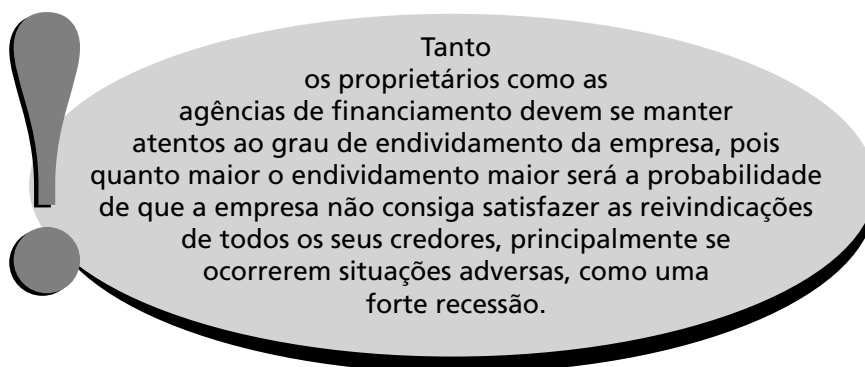 Tanto
os proprietários como as
agências de financiamento devem se manter
atentos ao grau de endividamento da empresa, pois
quanto maior o endividamento maior será a probabilidade
de que a empresa não consiga satisfazer as reivindicações
de todos os seus credores, principalmente se
ocorrerem situações adversas, como uma
forte recessão.